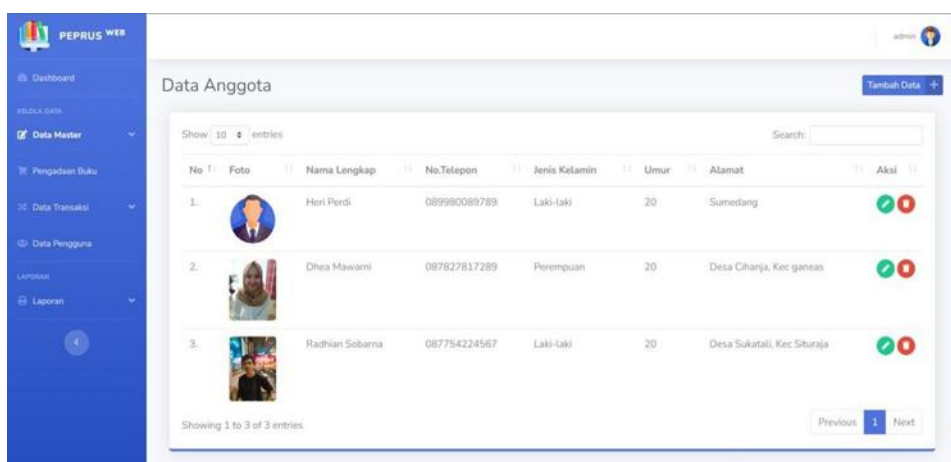 PEPRUS WEB
admin
Dashboard
KELOLA DATA
Data Master
Pengadaan Buku
Data Transaksi
Data Pengguna
LAPORAN
Laporan
Data Anggota
Tambah Data +
Show 10 entries
Search:
No Foto Nama Lengkap No.Telepon Jenis Kelamin Umur Alamat Aksi
1. Heri Perdi 089980089789 Laki-laki 20 Sumedang
2. Dhea Mawarni 087827817289 Perempuan 20 Desa Cihanja, Kec ganeas
3. Radhian Sobarna 087754224567 Laki-laki 20 Desa Sukatali, Kec Situraja
Showing 1 to 3 of 3 entries
Previous 1 Next